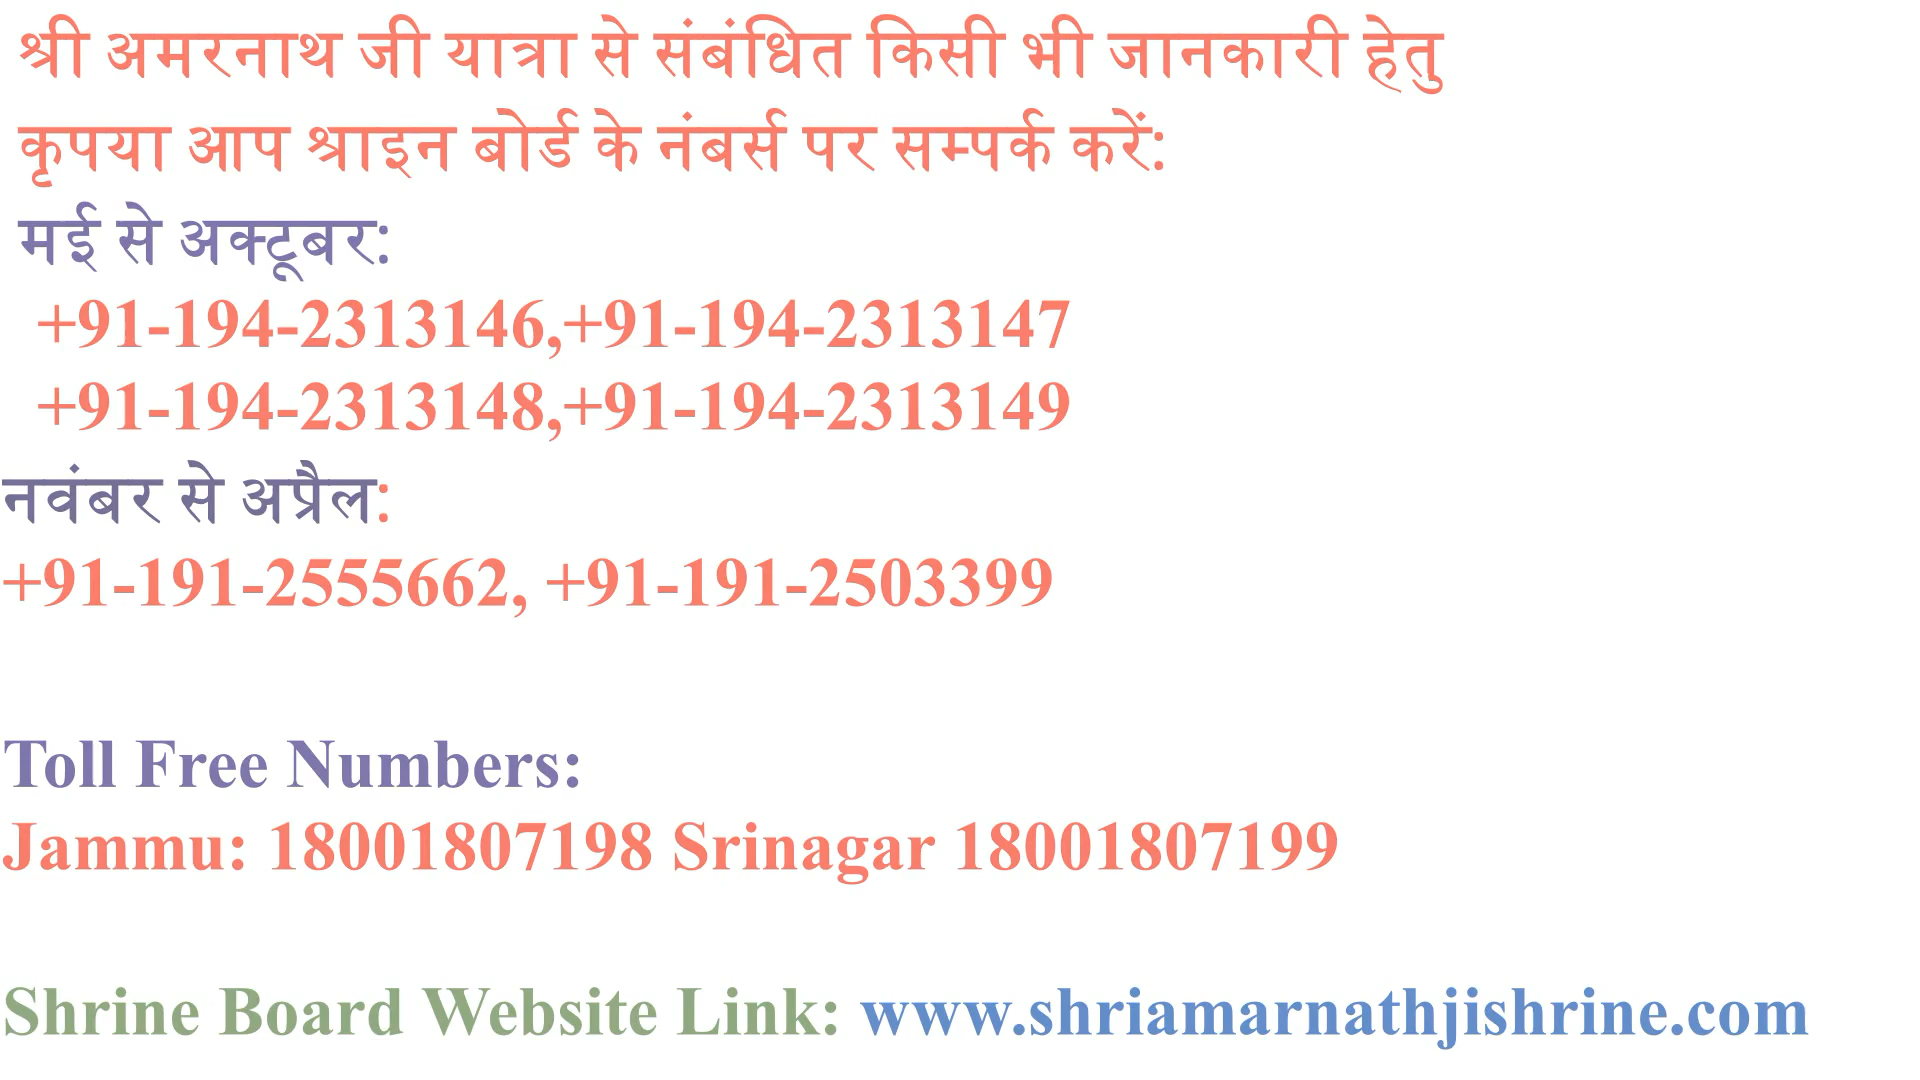 श्री अमरनाथ जी यात्रा से संबंधित किसी भी जानकारी हेतु
कृपया आप श्राइन बोर्ड के नंबर्स पर सम्पर्क करें:
मई से अक्टूबर:
+91-194-2313146,+91-194-2313147
+91-194-2313148,+91-194-2313149
नवंबर से अप्रैल:
+91-191-2555662, +91-191-2503399
Toll Free Numbers:
Jammu: 18001807198 Srinagar 18001807199
Shrine Board Website Link: www.shriamarnathjishrine.com